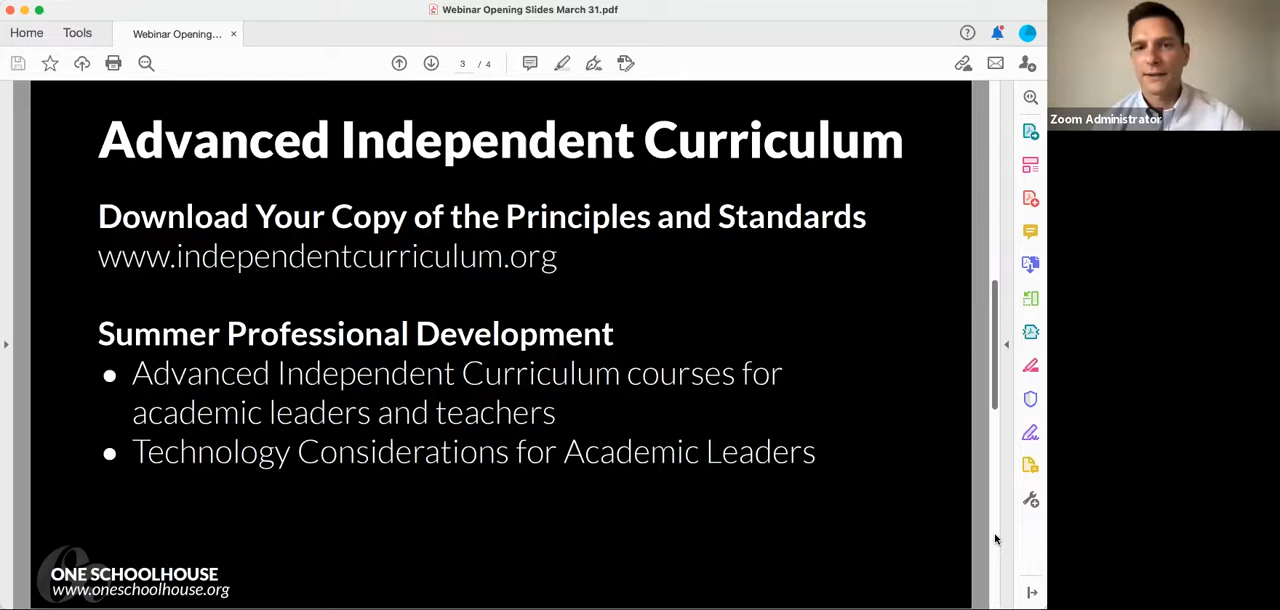 Webinar Opening Slides March 31.pdf
Home
Tools
Webinar Opening... ×
3 / 4
Zoom Administrator
Advanced Independent Curriculum
Download Your Copy of the Principles and Standards
www.independentcurriculum.org
Summer Professional Development
● Advanced Independent Curriculum courses for
academic leaders and teachers
● Technology Considerations for Academic Leaders
ONE SCHOOLHOUSE
www.oneschoolhouse.org